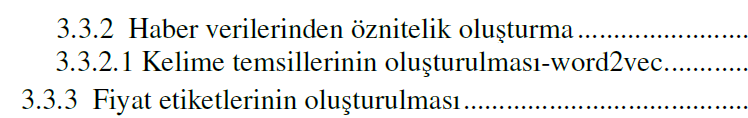 3.3.2 Haber verilerinden öznitelik oluşturma.......................
3.3.2.1 Kelime temsillerinin oluşturulması-word2vec............
3.3.3 Fiyat etiketlerinin oluşturulması.......................................